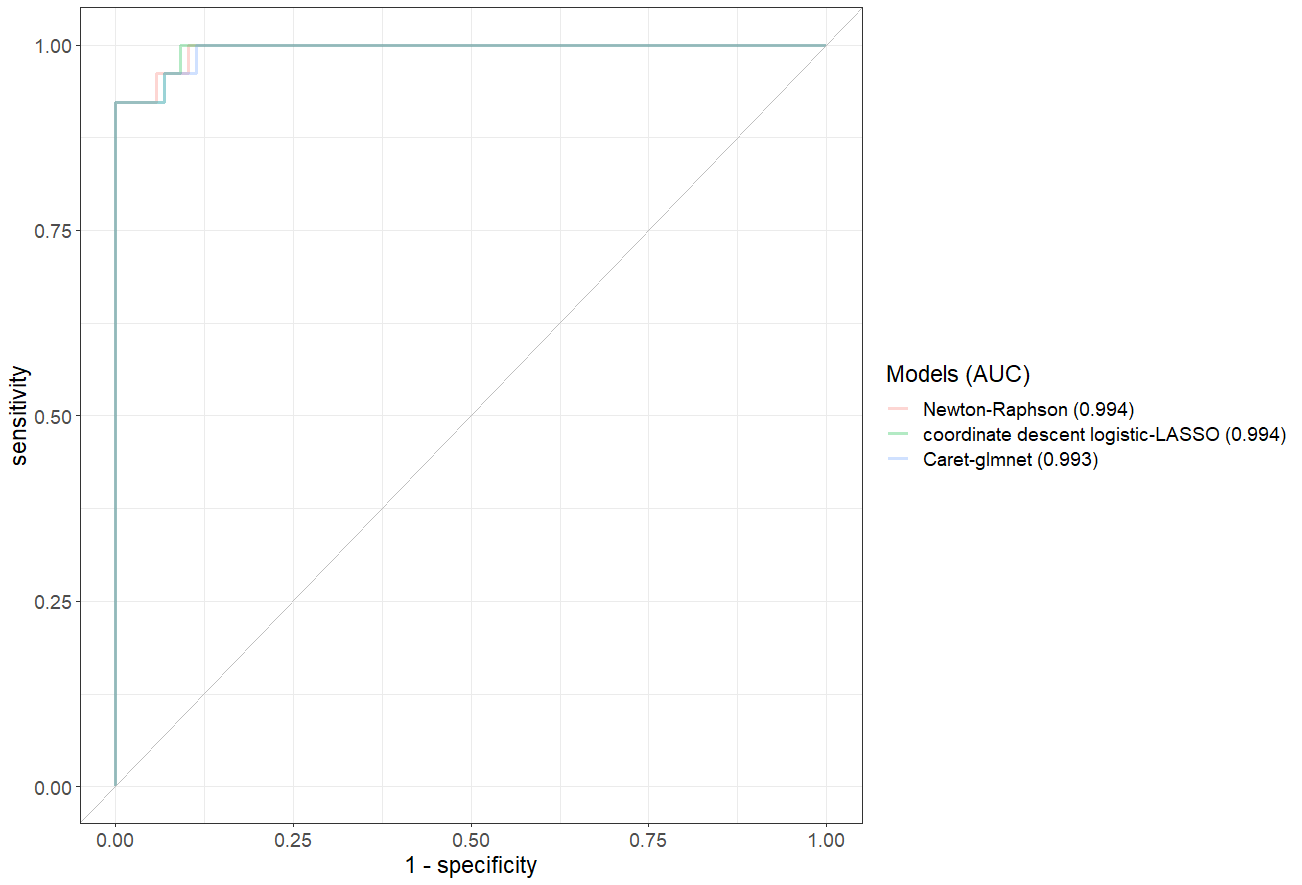 1.00
0.75
0.50
0.25
0.00
sensitivity
0.00 0.25 0.50 0.75 1.00
1 - specificity
Models (AUC)
Newton-Raphson (0.994)
coordinate descent logistic-LASSO (0.994)
Caret-glmnet (0.993)